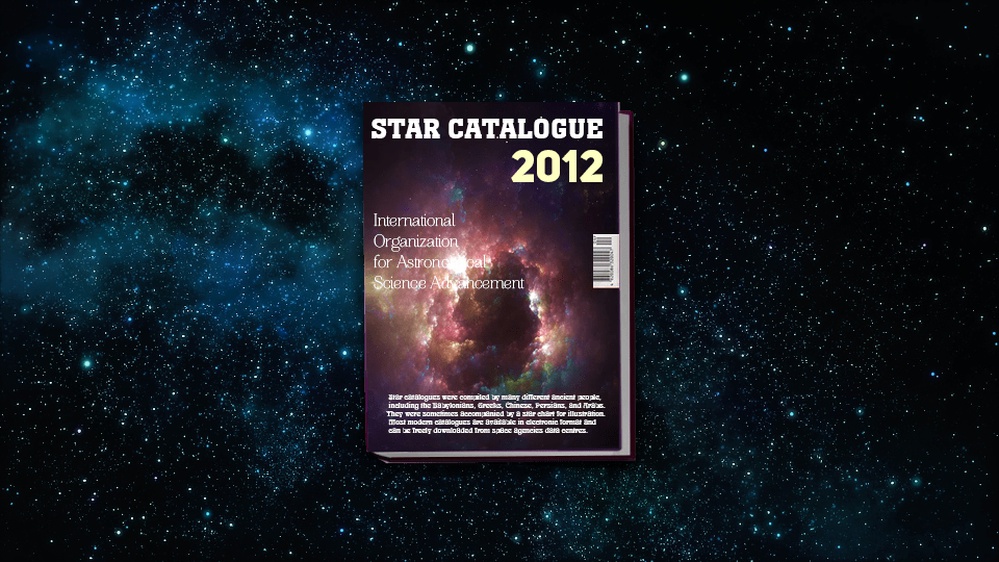 STAR CATALOGUE
2012
International
Organization
for Astronomical
Science Advancement
Star catalogues were compiled by many different ancient people,
including the Babylonians, Greeks, Chinese, Persians, and Arabs.
They were sometimes accompanied by a star chart for illustration.
Most modern catalogues are available in electronic format and
can be freely downloaded from space agencies data centres.